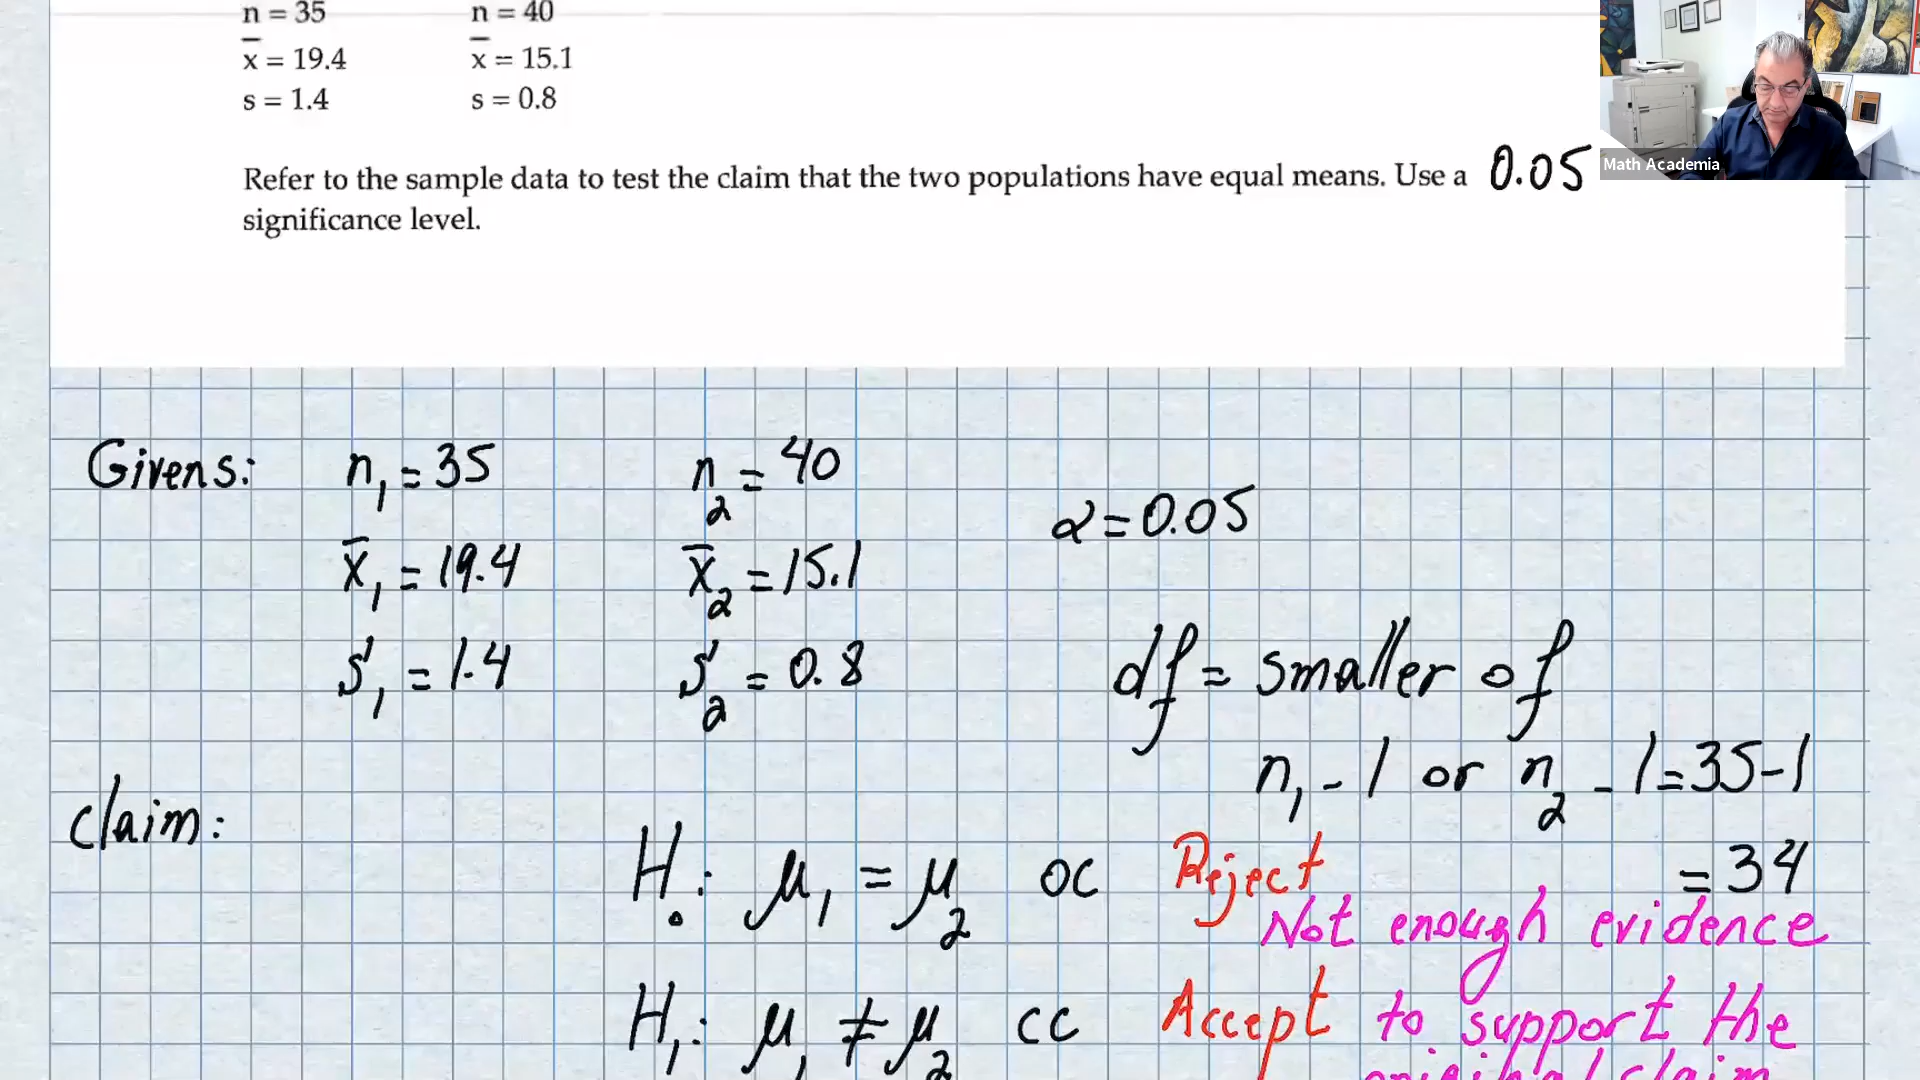 n = 35 n = 40
x̄ = 19.4 x̄ = 15.1
s = 1.4 s = 0.8
Refer to the sample data to test the claim that the two populations have equal means. Use a 0.05
significance level.
Math Academia
Givens: n₁ = 35 n₂ = 40
α = 0.05
x̄₁ = 19.4 x̄₂ = 15.1
s₁ = 1.4 s₂ = 0.8
df = smaller of
n₁ - 1 or n₂ - 1 = 35 - 1
= 34
Claim:
H₀: μ₁ = μ₂ OC Reject
Not enough evidence
H₁: μ₁ ≠ μ₂ CC Accept to support the
original claim